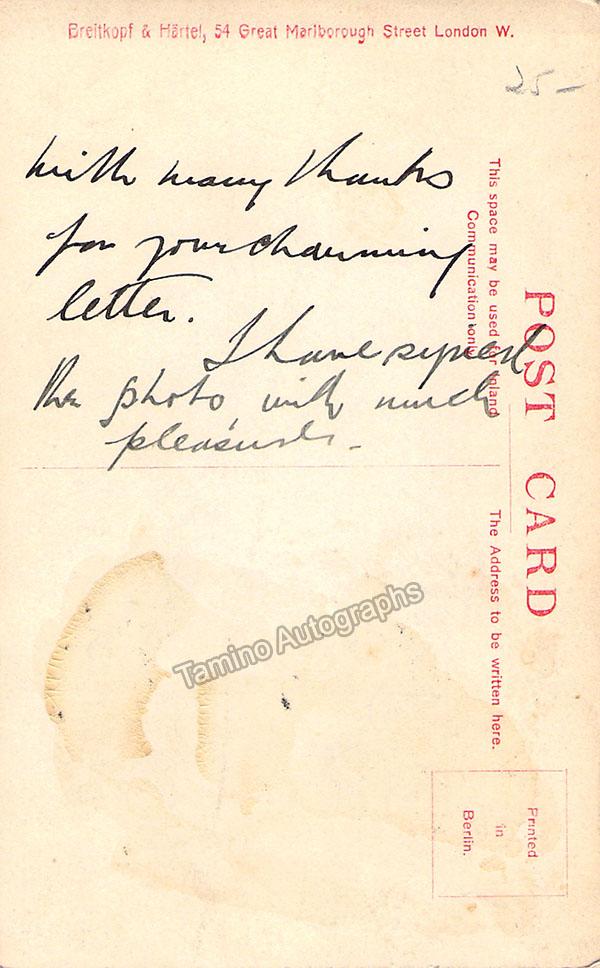 Breitkopf & Härtel, 54 Great Marlborough Street London W.
25-
with many thanks
for your charming
letter.
I have signed
the photo with much
pleasure.
This space may be used for Inland
Communication only.
POST CARD
The Address to be written here.
Printed
in
Berlin.
Tamino Autographs